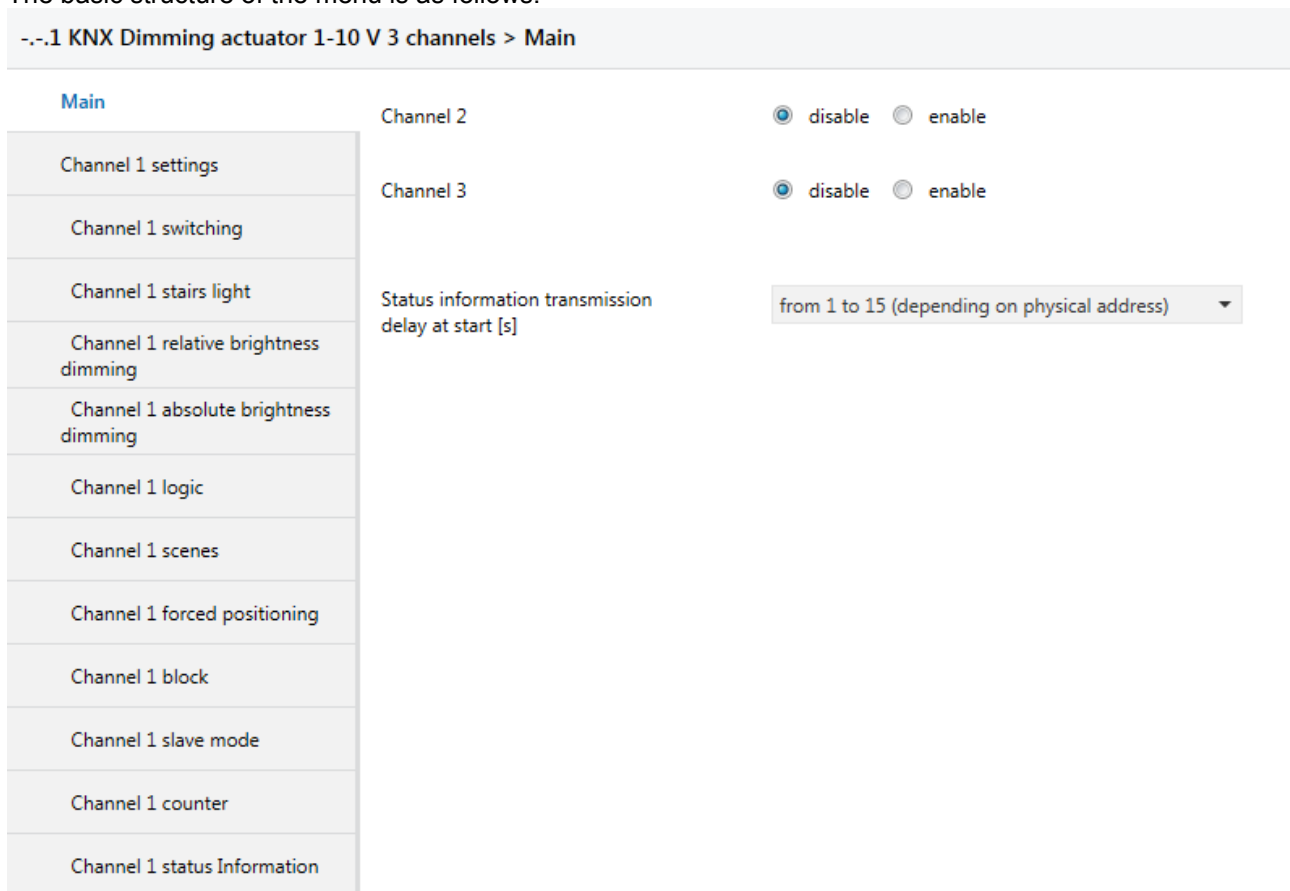 The basic structure of the menu is as follows:
-.-.1 KNX Dimming actuator 1-10 V 3 channels > Main
Main
Channel 1 settings
Channel 1 switching
Channel 1 stairs light
Channel 1 relative brightness
dimming
Channel 1 absolute brightness
dimming
Channel 1 logic
Channel 1 scenes
Channel 1 forced positioning
Channel 1 block
Channel 1 slave mode
Channel 1 counter
Channel 1 status Information
Channel 2 disable enable
Channel 3 disable enable
Status information transmission
delay at start [s]
from 1 to 15 (depending on physical address)